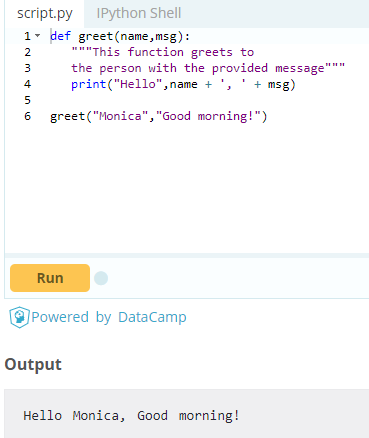 script.py IPython Shell
1 def greet(name,msg):
2 """This function greets to
3 the person with the provided message"""
4 print("Hello",name + ', ' + msg)
5
6 greet("Monica","Good morning!")
Run
Powered by DataCamp
Output
Hello Monica, Good morning!